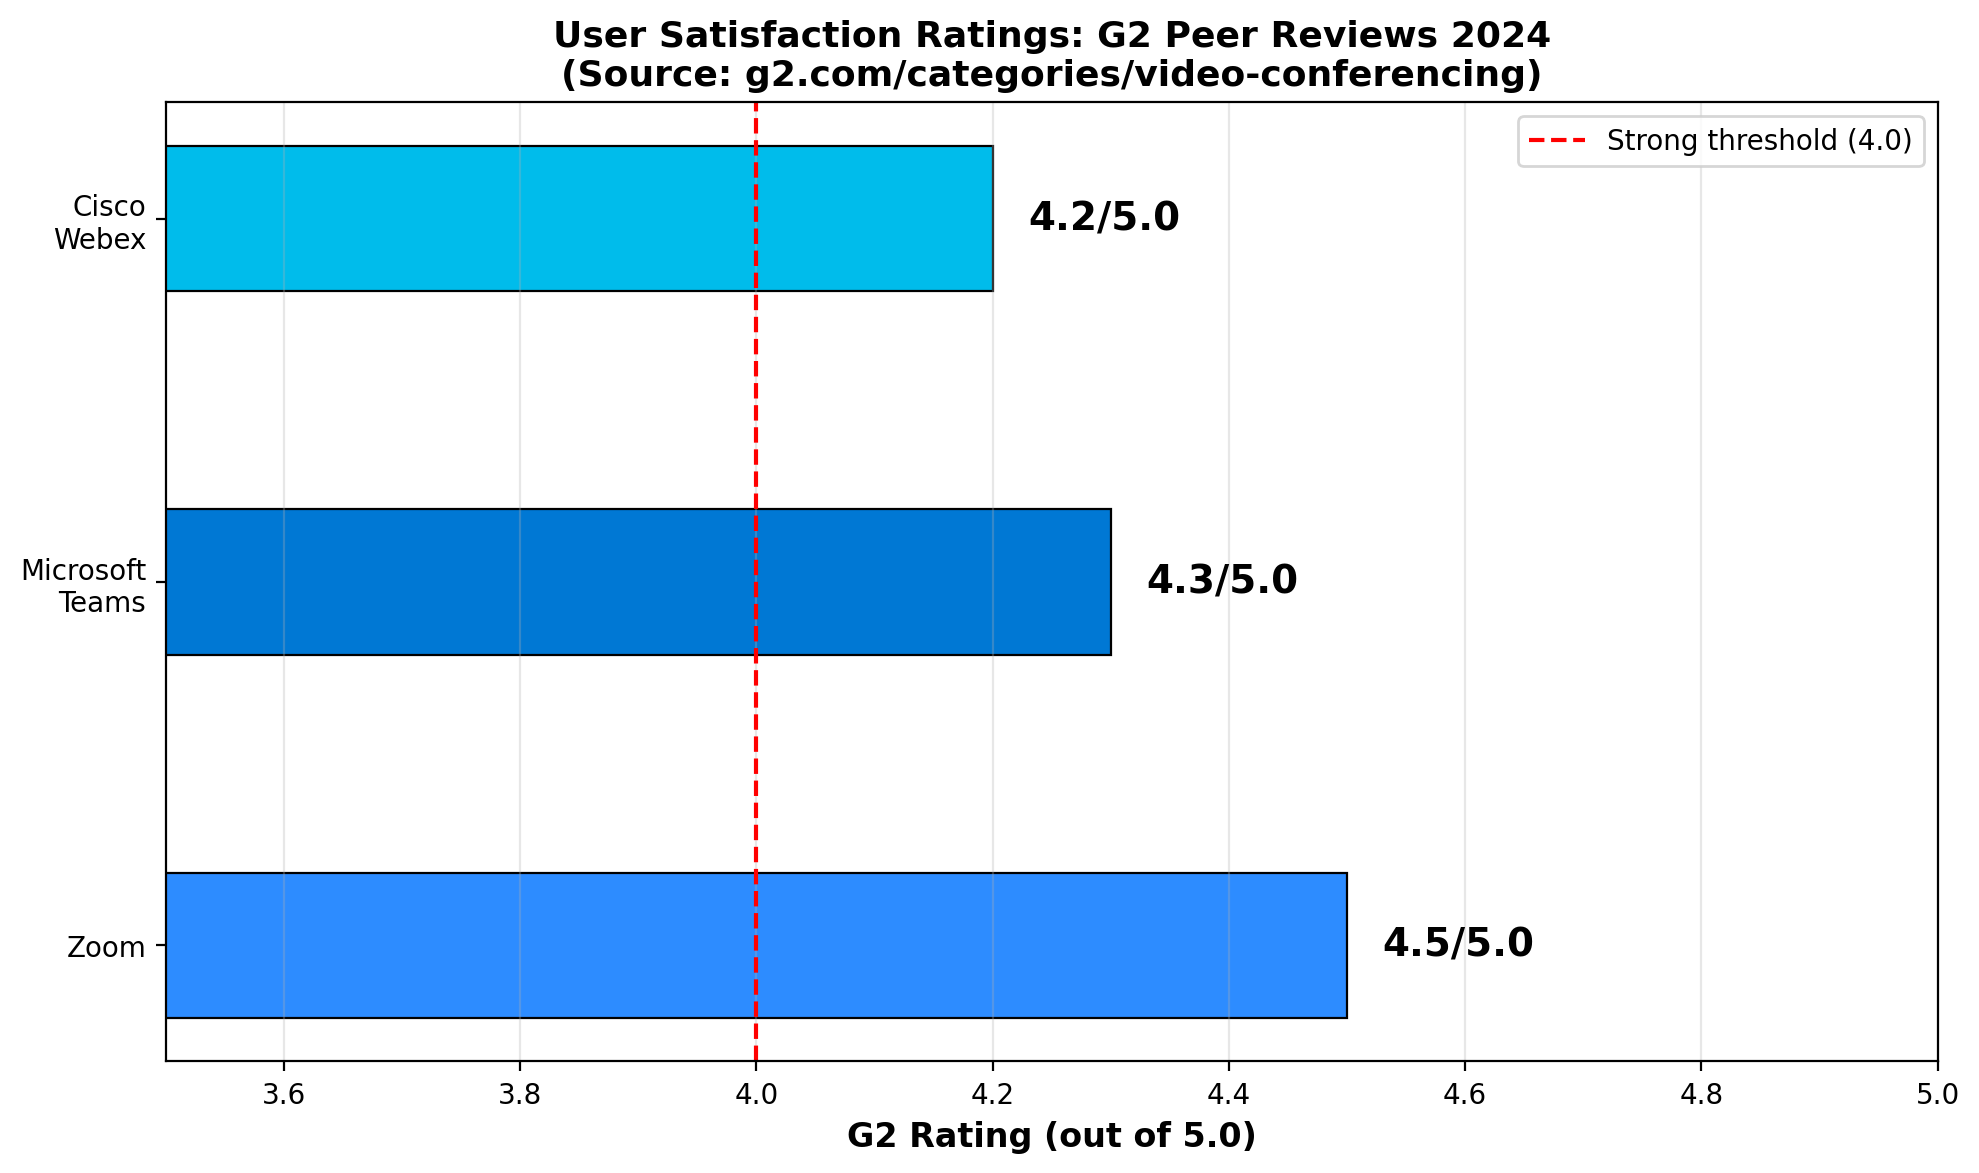 User Satisfaction Ratings: G2 Peer Reviews 2024
(Source: g2.com/categories/video-conferencing)
Strong threshold (4.0)
Cisco
Webex
4.2/5.0
Microsoft
Teams
4.3/5.0
Zoom
4.5/5.0
3.6 3.8 4.0 4.2 4.4 4.6 4.8 5.0
G2 Rating (out of 5.0)